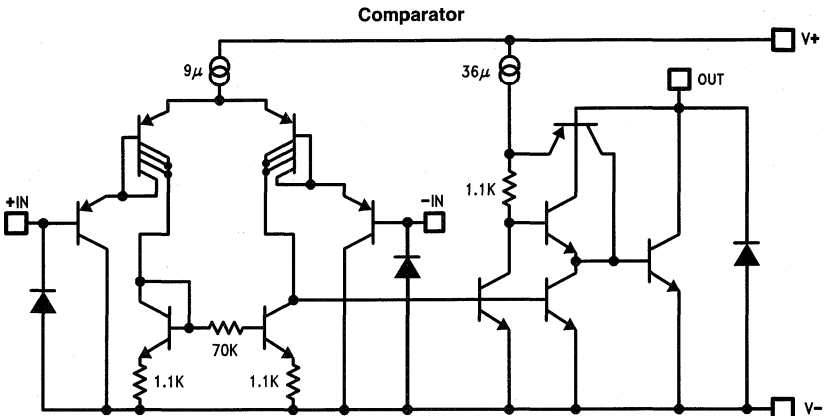 Comparator
V+
9μ
36μ
OUT
+IN
-IN
1.1K
70K
1.1K
1.1K
V-